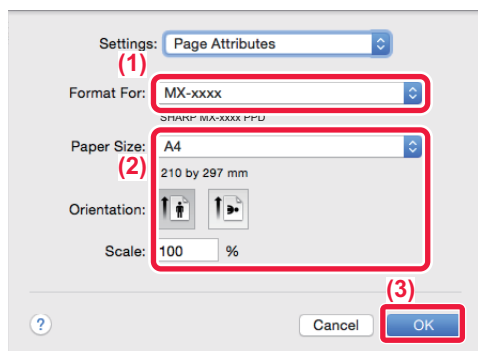 Settings: Page Attributes
(1)
Format For: MX-xxxx
SHARP MX-xxxx PPD
Paper Size: A4
(2)
210 by 297 mm
Orientation:
Scale: 100 %
(3)
? Cancel OK